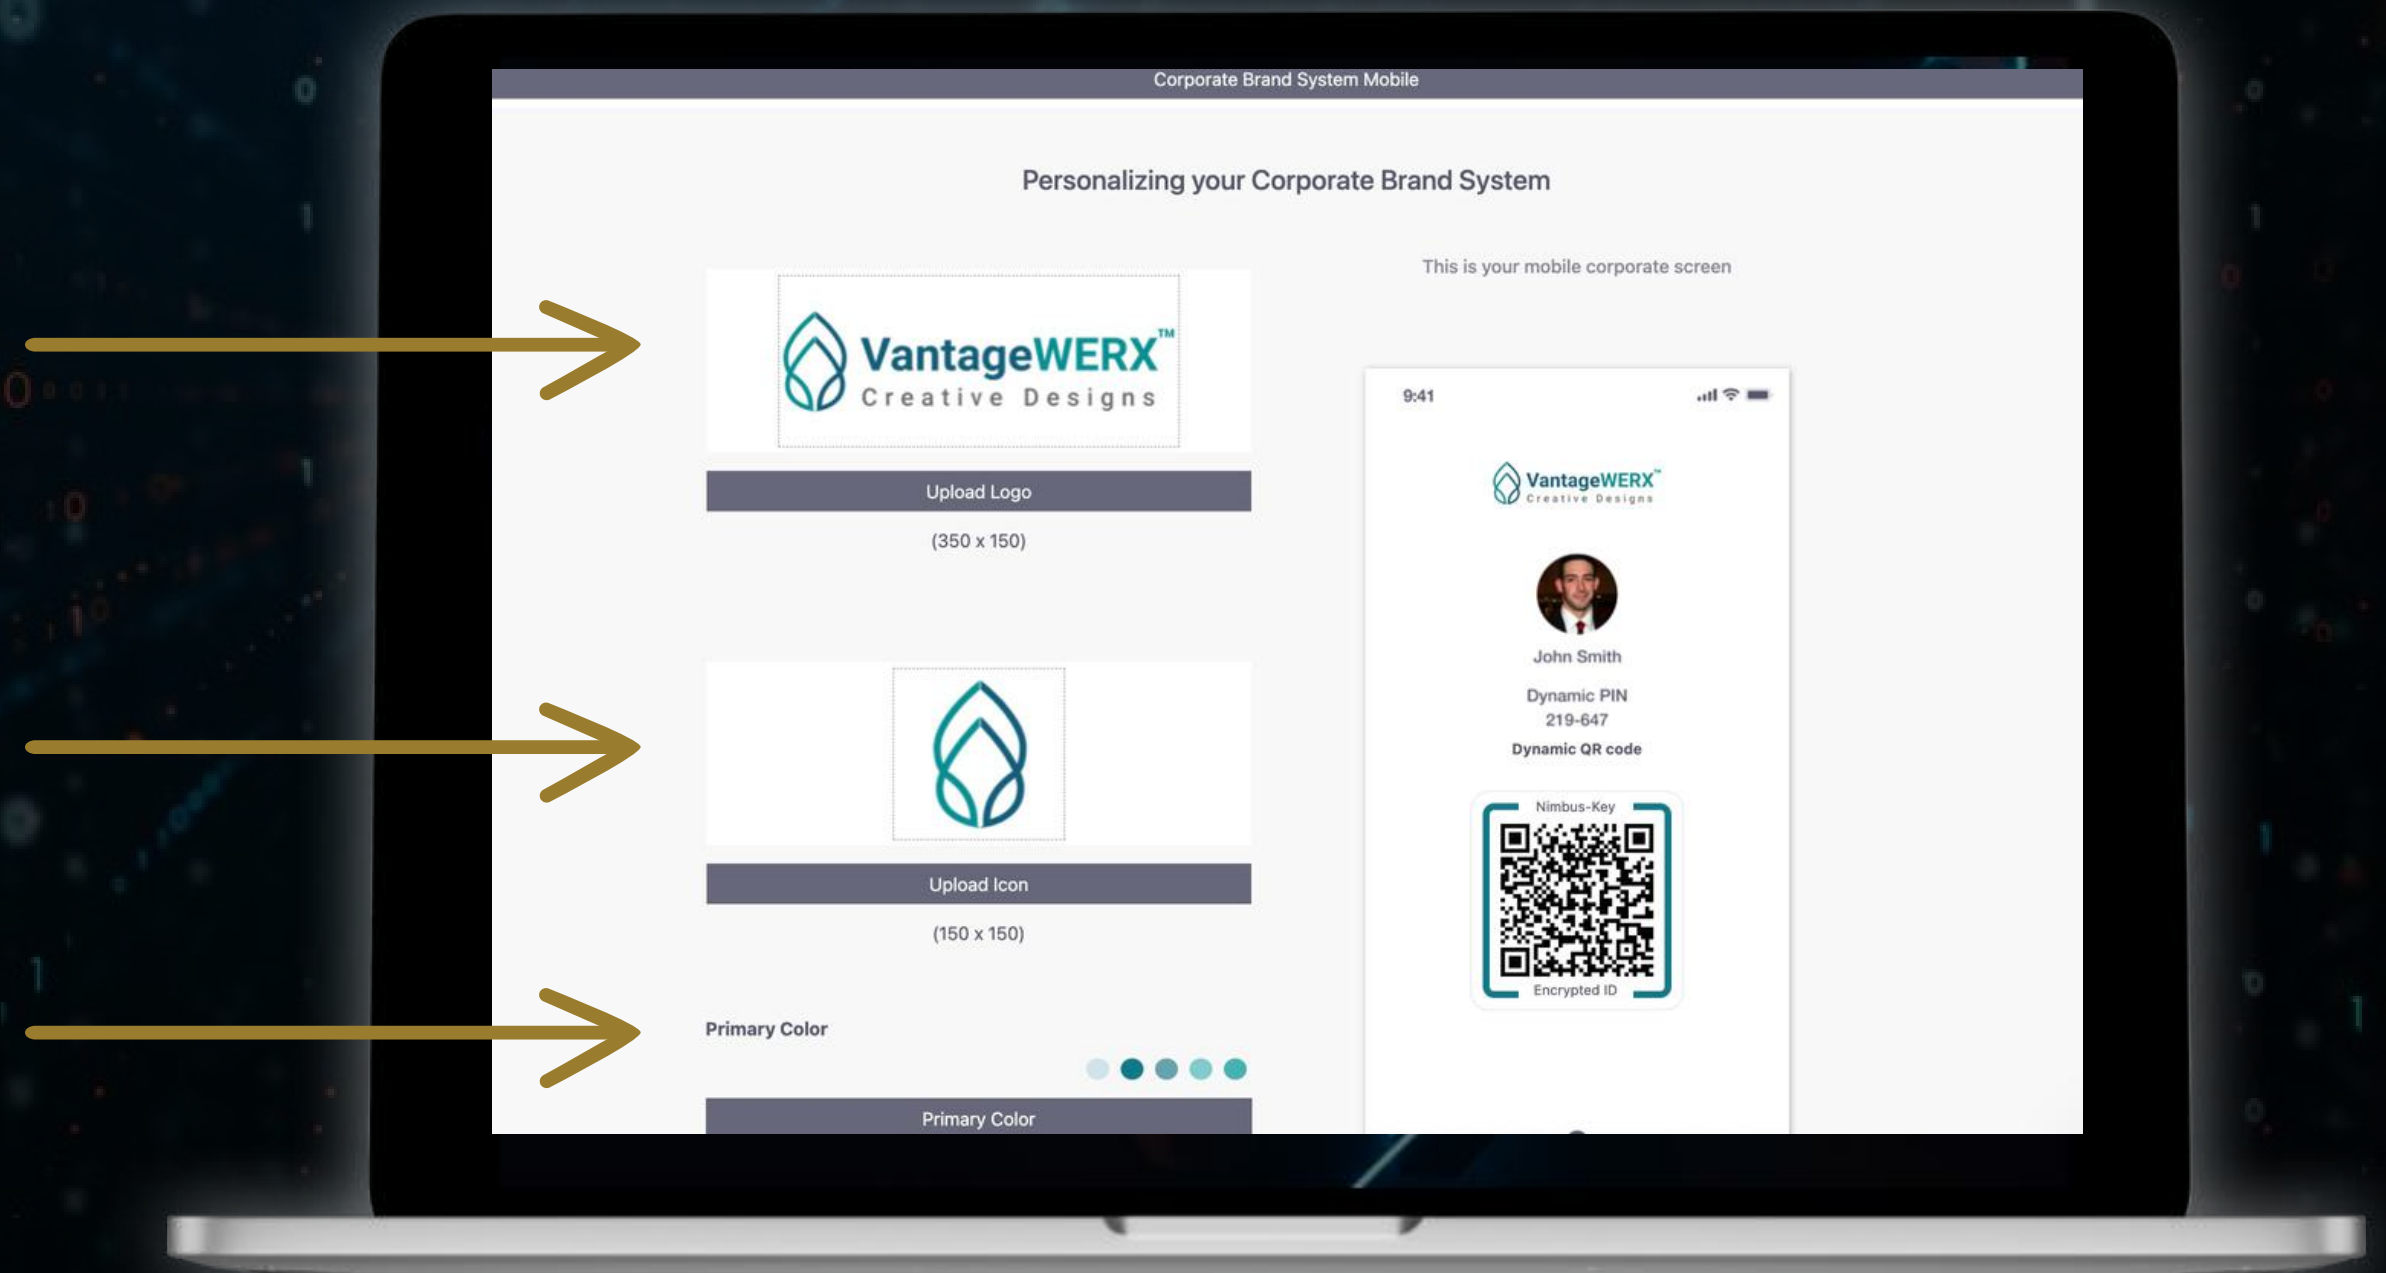 Corporate Brand System Mobile
Personalizing your Corporate Brand System
VantageWERX™
Creative Designs
Upload Logo
(350 x 150)
Upload Icon
(150 x 150)
Primary Color
Primary Color
This is your mobile corporate screen
9:41
VantageWERX™
Creative Designs
John Smith
Dynamic PIN
219-647
Dynamic QR code
Nimbus-Key
Encrypted ID